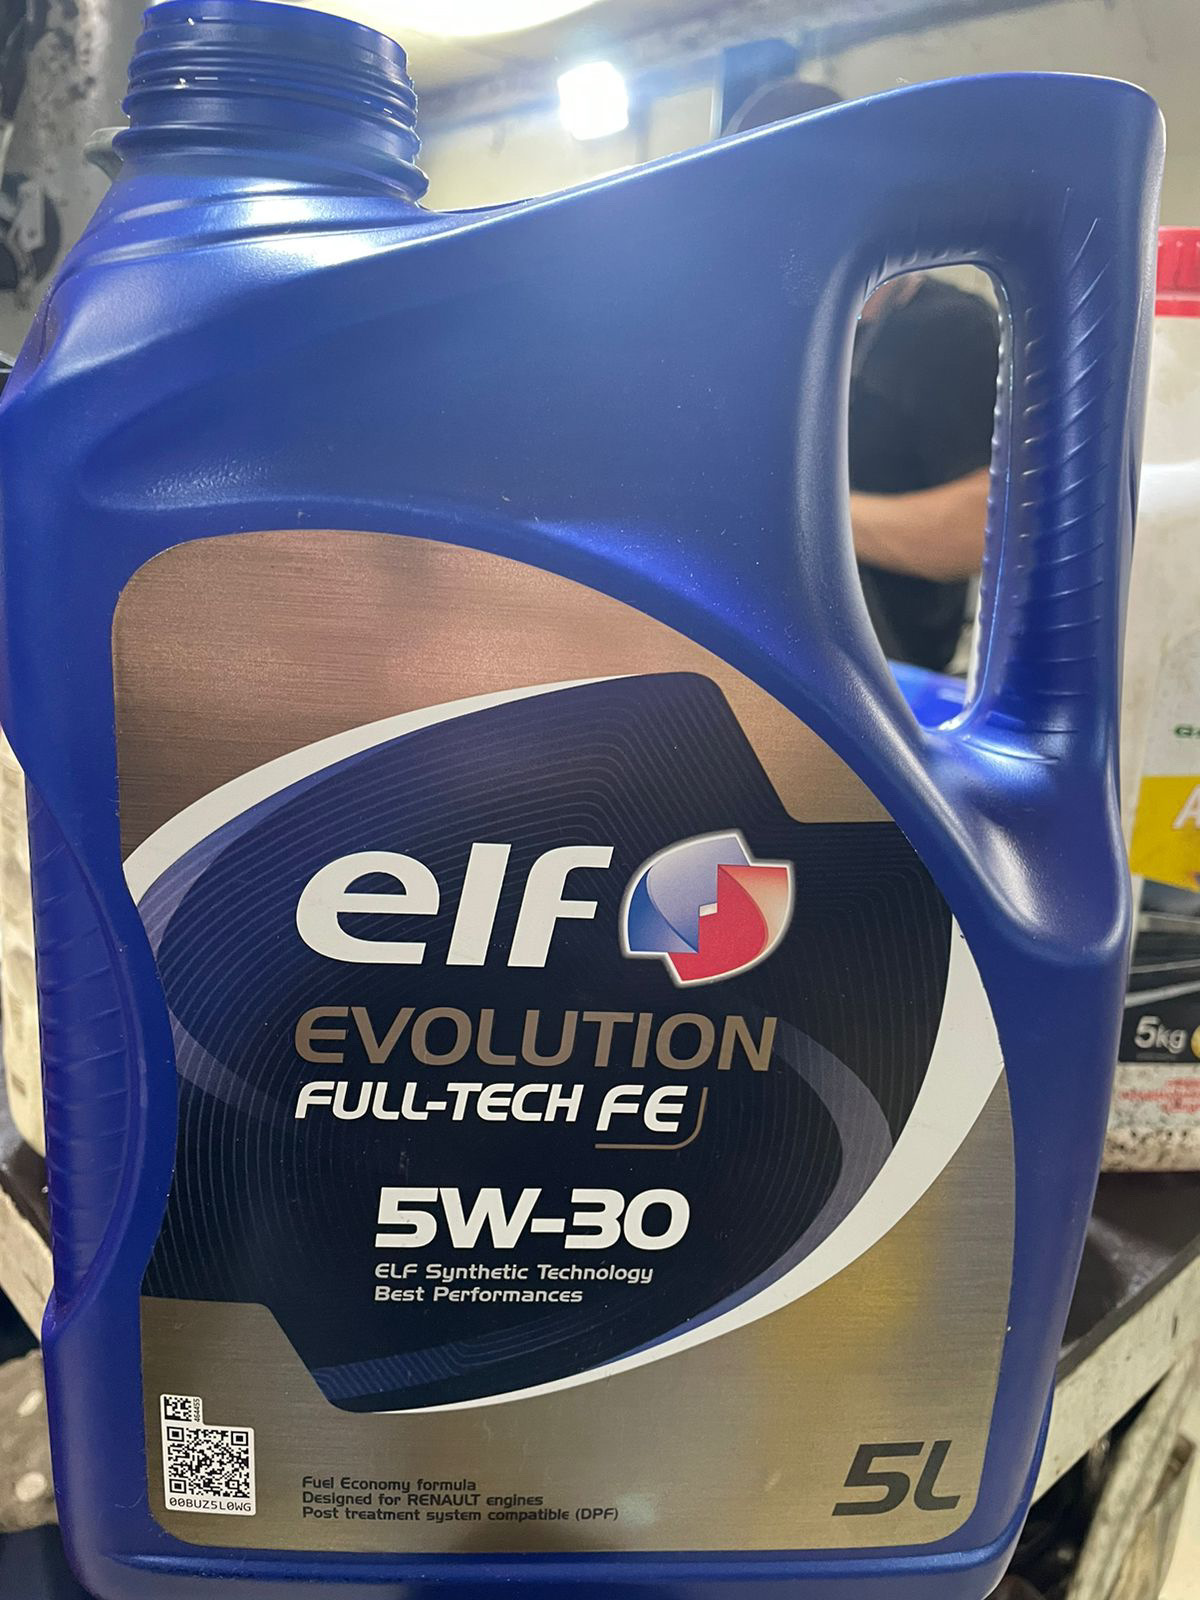 elf
EVOLUTION
FULL-TECH FE
5W-30
ELF Synthetic Technology
Best Performances
464455
00BUZ5L0WG
Fuel Economy formula
Designed for RENAULT engines
Post treatment system compatible (DPF)
5L
5kg